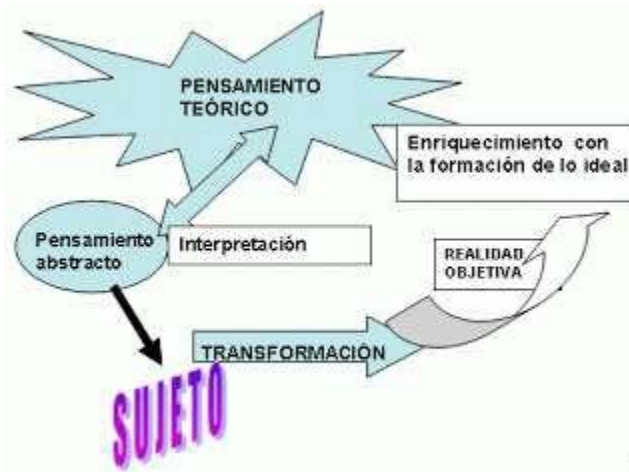 PENSAMIENTO
TEÓRICO
Enriquecimiento con
la formación de lo ideal
Pensamiento
abstracto
Interpretación
REALIDAD
OBJETIVA
TRANSFORMACIÓN
SUJETO